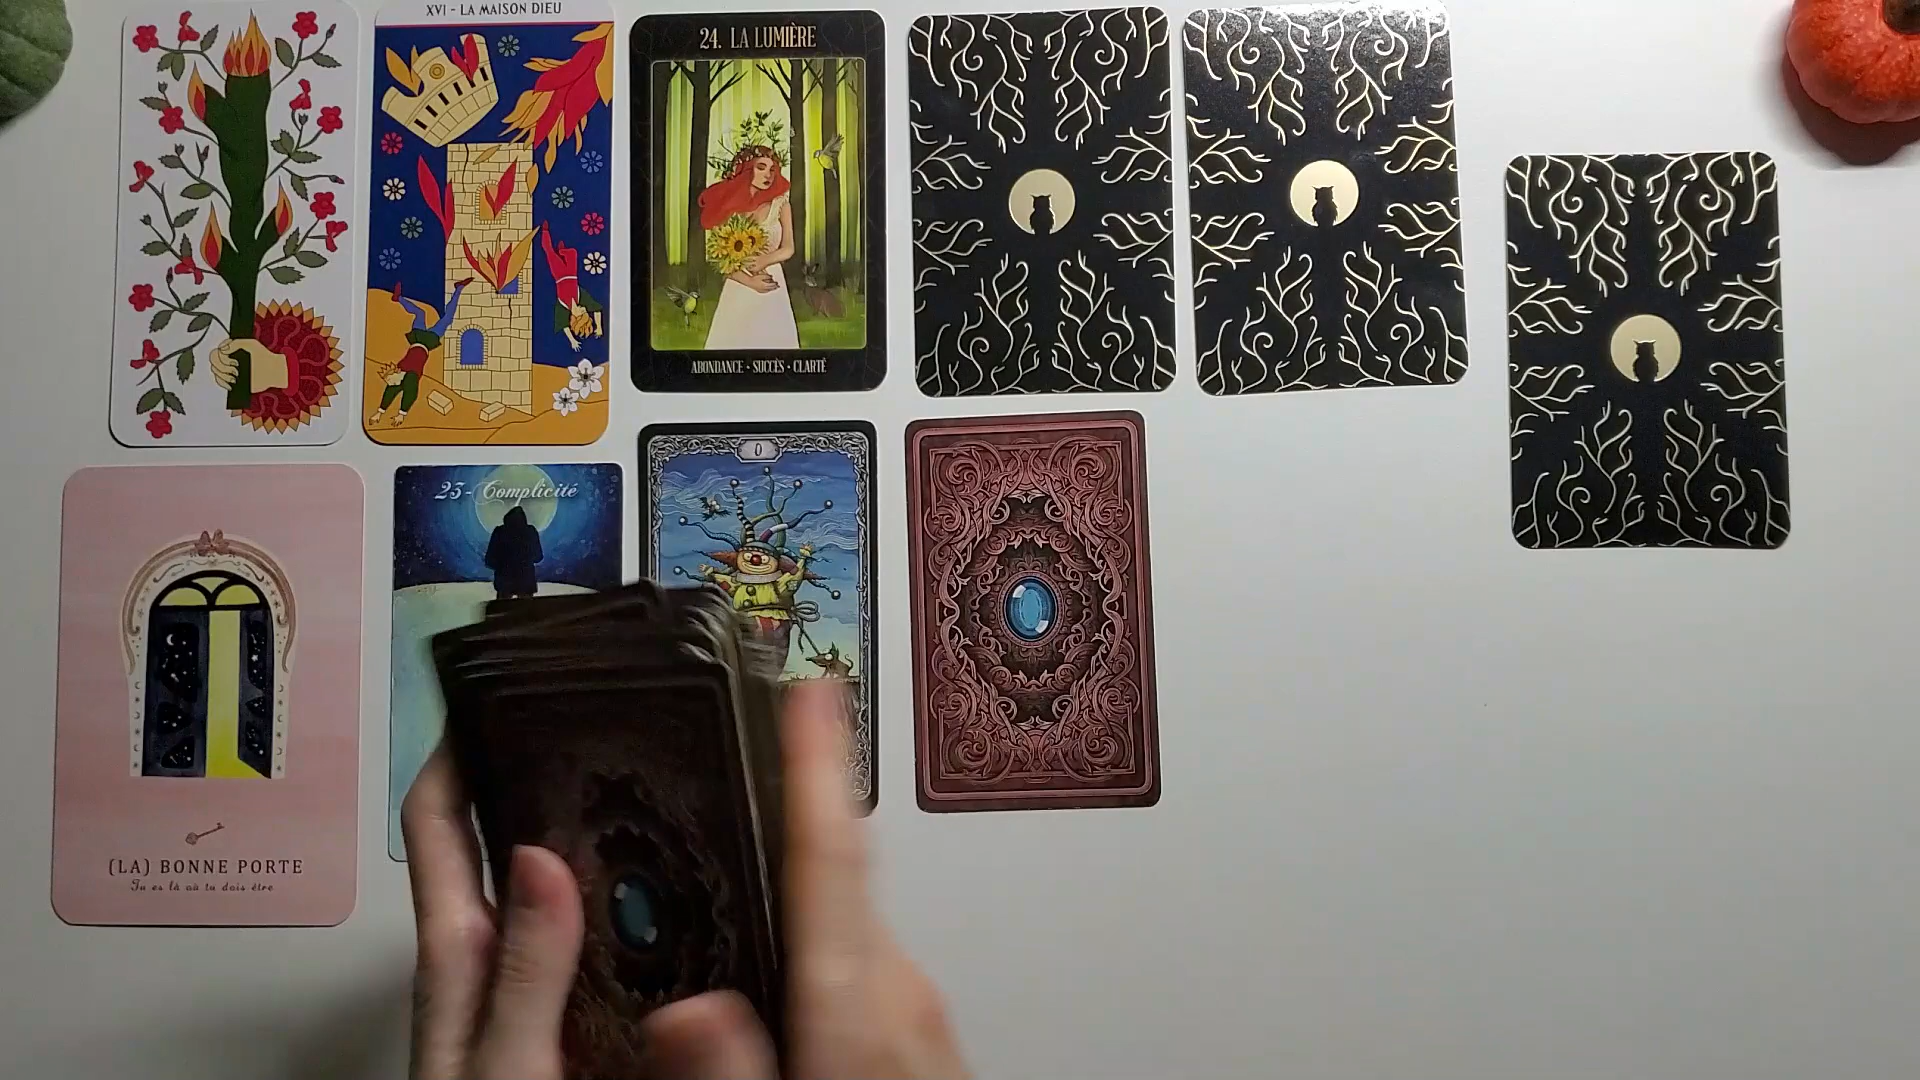 XVI - LA MAISON DIEU
24. LA LUMIÈRE
ABONDANCE • SUCCÈS • CLARTÉ
23- Complicité
0
(LA) BONNE PORTE
Tu es là où tu dois être